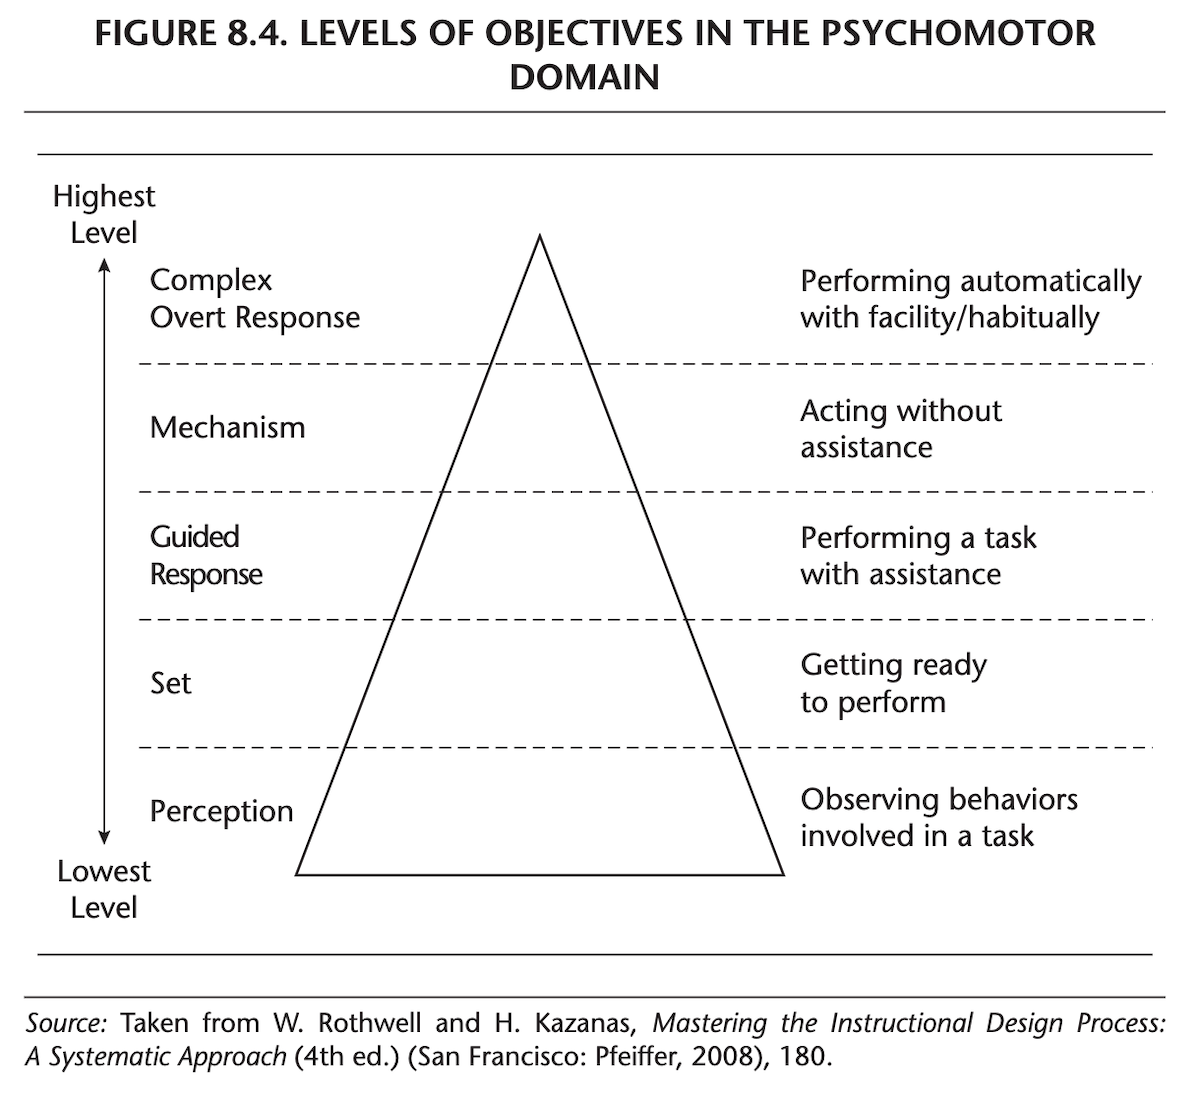 FIGURE 8.4. LEVELS OF OBJECTIVES IN THE PSYCHOMOTOR
DOMAIN
Highest
Level
Complex
Overt Response
Performing automatically
with facility/habitually
Mechanism
Acting without
assistance
Guided
Response
Performing a task
with assistance
Set
Getting ready
to perform
Perception
Observing behaviors
involved in a task
Lowest
Level
Source: Taken from W. Rothwell and H. Kazanas, Mastering the Instructional Design Process:
A Systematic Approach (4th ed.) (San Francisco: Pfeiffer, 2008), 180.